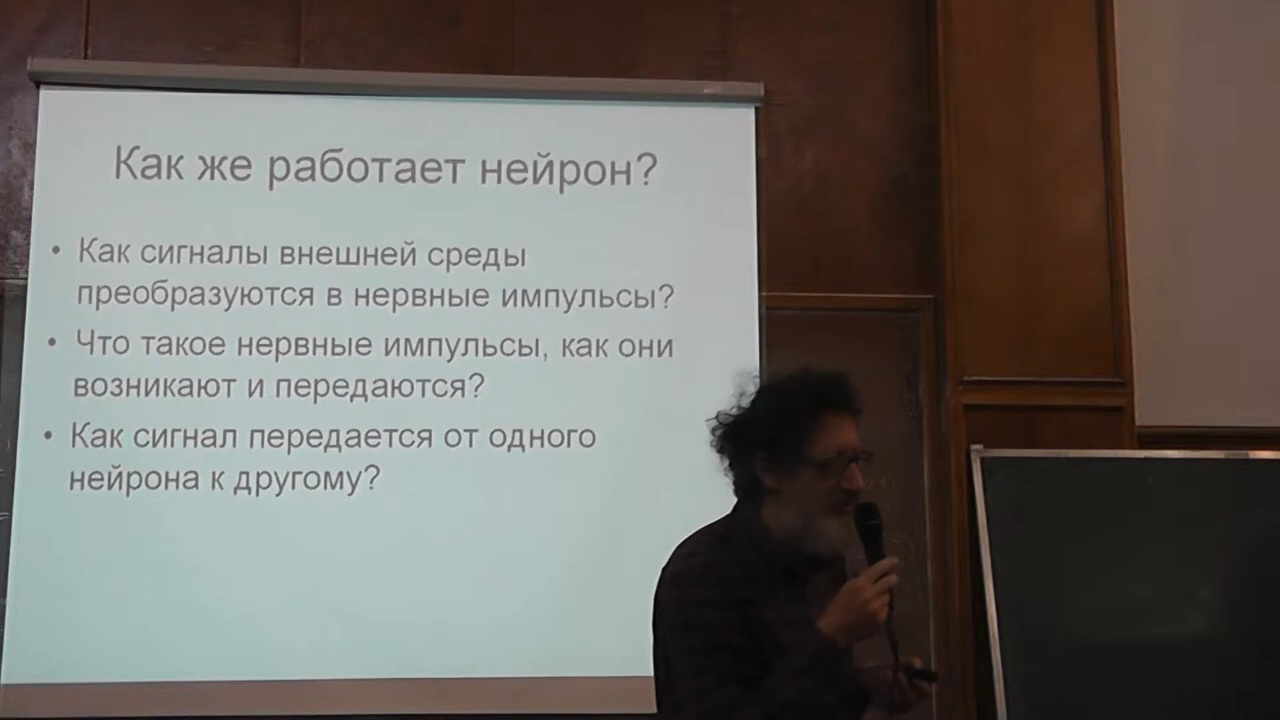 Как же работает нейрон?
• Как сигналы внешней среды
преобразуются в нервные импульсы?
• Что такое нервные импульсы, как они
возникают и передаются?
• Как сигнал передается от одного
нейрона к другому?